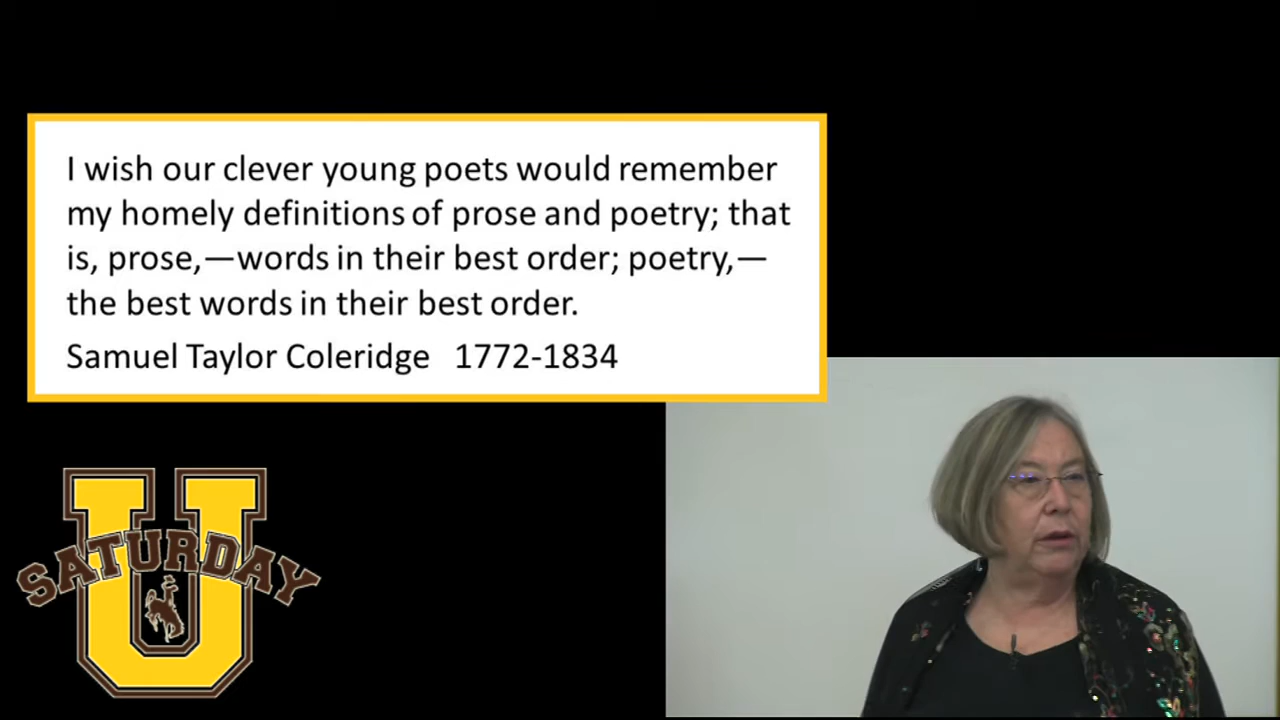 I wish our clever young poets would remember
my homely definitions of prose and poetry; that
is, prose,—words in their best order; poetry,—
the best words in their best order.
Samuel Taylor Coleridge 1772-1834
U
SATURDAY